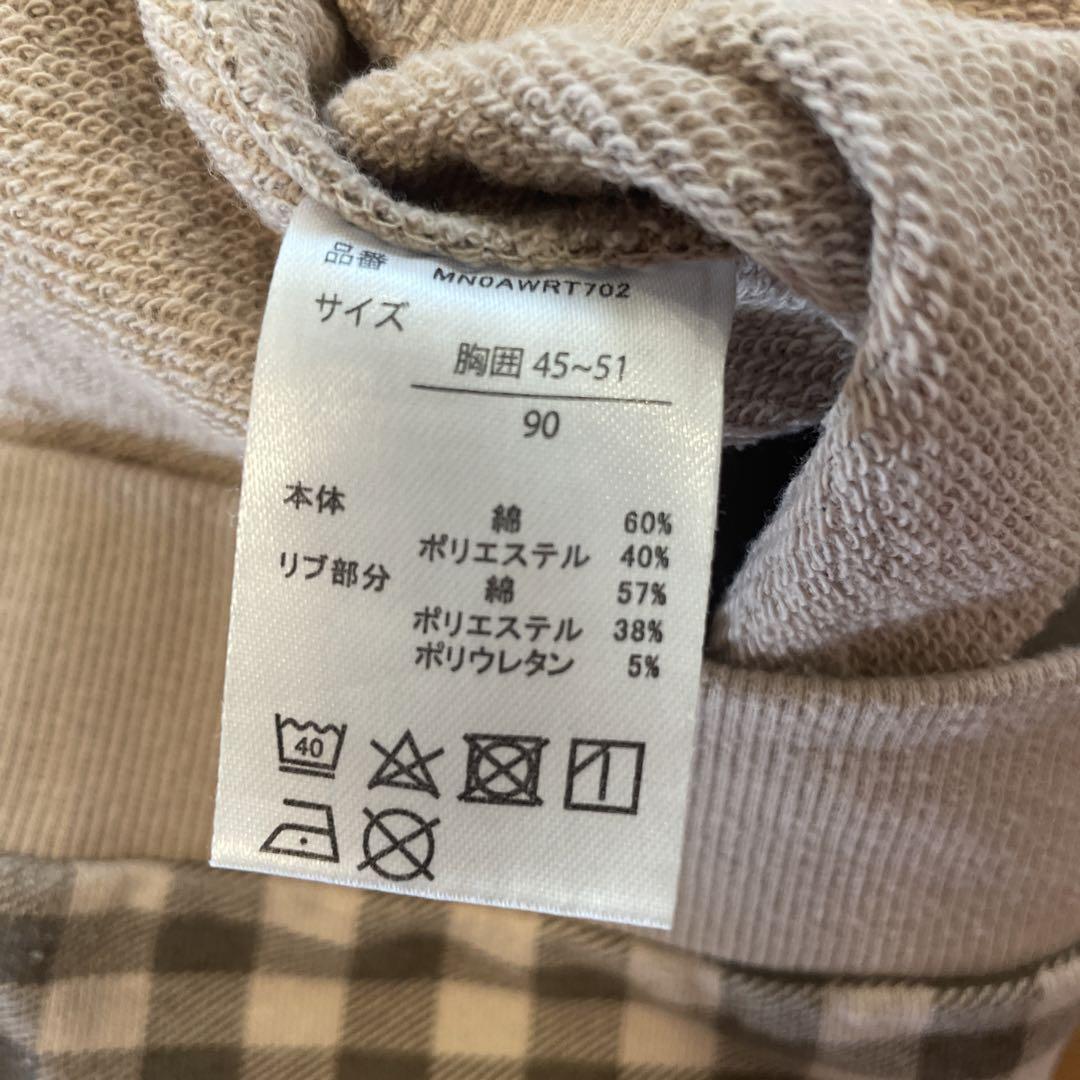 品番 MN0AWRT702
サイズ
胸囲 45~51
90
本体 綿 60%
ポリエステル 40%
リブ部分 綿 57%
ポリエステル 38%
ポリウレタン 5%
40